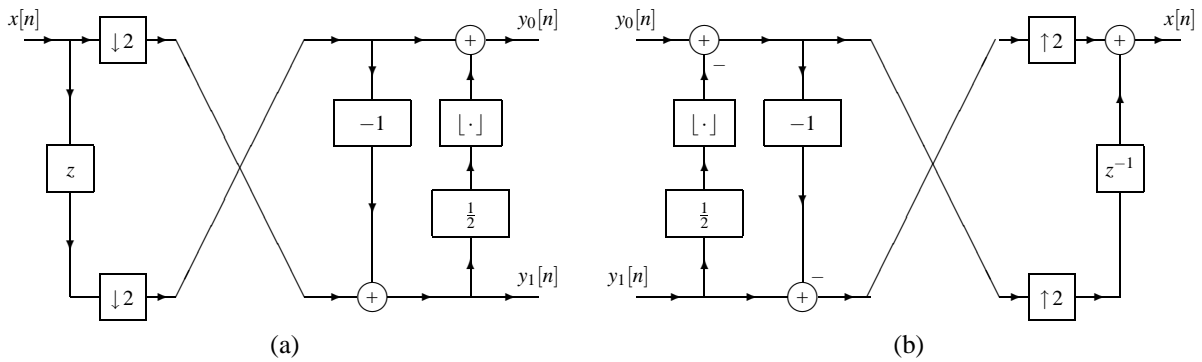 x[n] y₀[n] y₀[n] x[n]
↓2 + + ↑2 +
−
−1 ⌊·⌋ ⌊·⌋ −1
z z⁻¹
½ ½
↓2 y₁[n] y₁[n] − ↑2
+ +
(a) (b)